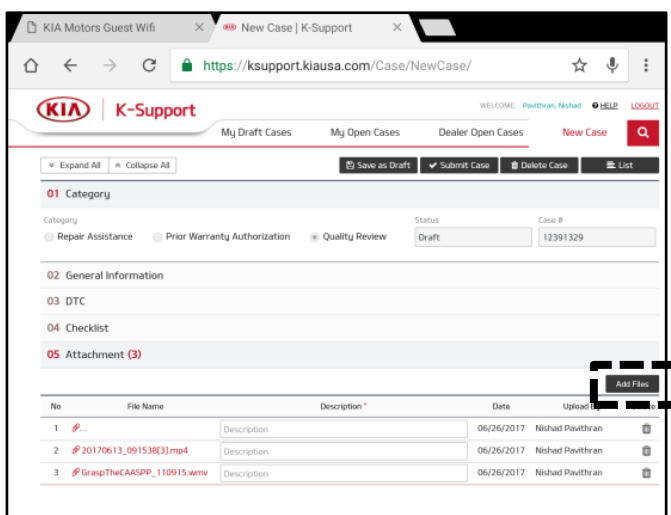 KIA Motors Guest Wifi
New Case | K-Support
https://ksupport.kiausa.com/Case/NewCase/
KIA K-Support
WELCOME, Pavithran, Nishad HELP LOGOUT
My Draft Cases My Open Cases Dealer Open Cases New Case
Expand All Collapse All Save as Draft Submit Case Delete Case List
01 Category
Category Status Case #
Repair Assistance Prior Warranty Authorization Quality Review Draft 12391329
02 General Information
03 DTC
04 Checklist
05 Attachment (3)
Add Files
No File Name Description * Date Upload By
1 ... Description 06/26/2017 Nishad Pavithran
2 20170613_091538[3].mp4 Description 06/26/2017 Nishad Pavithran
3 GraspTheCAASPP_110915.wmv Description 06/26/2017 Nishad Pavithran